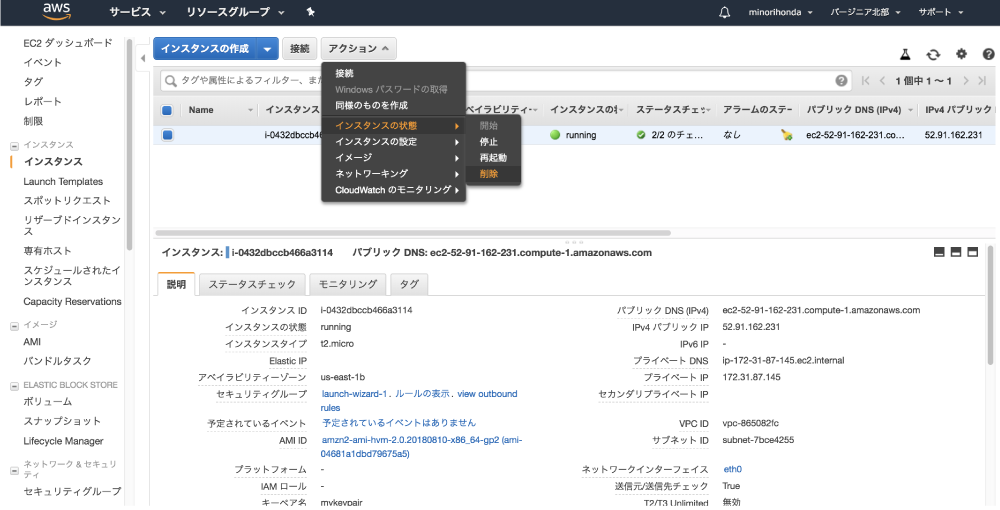 aws サービス リソースグループ minorihonda バージニア北部 サポート
EC2 ダッシュボード
イベント
タグ
レポート
制限
インスタンス
インスタンス
Launch Templates
スポットリクエスト
リザーブドインスタン
ス
専有ホスト
スケジュールされたイ
ンスタンス
Capacity Reservations
イメージ
AMI
バンドルタスク
ELASTIC BLOCK STORE
ボリューム
スナップショット
Lifecycle Manager
ネットワーク & セキュリ
ティ
セキュリティグループ
インスタンスの作成 接続 アクション
タグや属性によるフィルター、また 1 個中 1 ～ 1
Name インスタンス ベイラビリティー インスタンスの状 ステータスチェッ アラームのステー パブリック DNS (IPv4) IPv4 パブリック
i-0432dbccb46 running 2/2 のチェ... なし ec2-52-91-162-231.co... 52.91.162.231
接続
Windows パスワードの取得
同様のものを作成
インスタンスの状態
インスタンスの設定
イメージ
ネットワーキング
CloudWatch のモニタリング
開始
停止
再起動
削除
インスタンス: i-0432dbccb466a3114 パブリック DNS: ec2-52-91-162-231.compute-1.amazonaws.com
説明 ステータスチェック モニタリング タグ
インスタンス ID i-0432dbccb466a3114 パブリック DNS (IPv4) ec2-52-91-162-231.compute-1.amazonaws.com
インスタンスの状態 running IPv4 パブリック IP 52.91.162.231
インスタンスタイプ t2.micro IPv6 IP -
Elastic IP プライベート DNS ip-172-31-87-145.ec2.internal
アベイラビリティーゾーン us-east-1b プライベート IP 172.31.87.145
セキュリティグループ launch-wizard-1. ルールの表示. view outbound セカンダリプライベート IP
rules
予定されているイベント 予定されているイベントはありません VPC ID vpc-865082fc
AMI ID amzn2-ami-hvm-2.0.20180810-x86_64-gp2 (ami- サブネット ID subnet-7bce4255
04681a1dbd79675a5)
プラットフォーム - ネットワークインターフェイス eth0
IAM ロール - 送信元/送信先チェック True
キーペア名 mykeypair T2/T3 Unlimited 無効